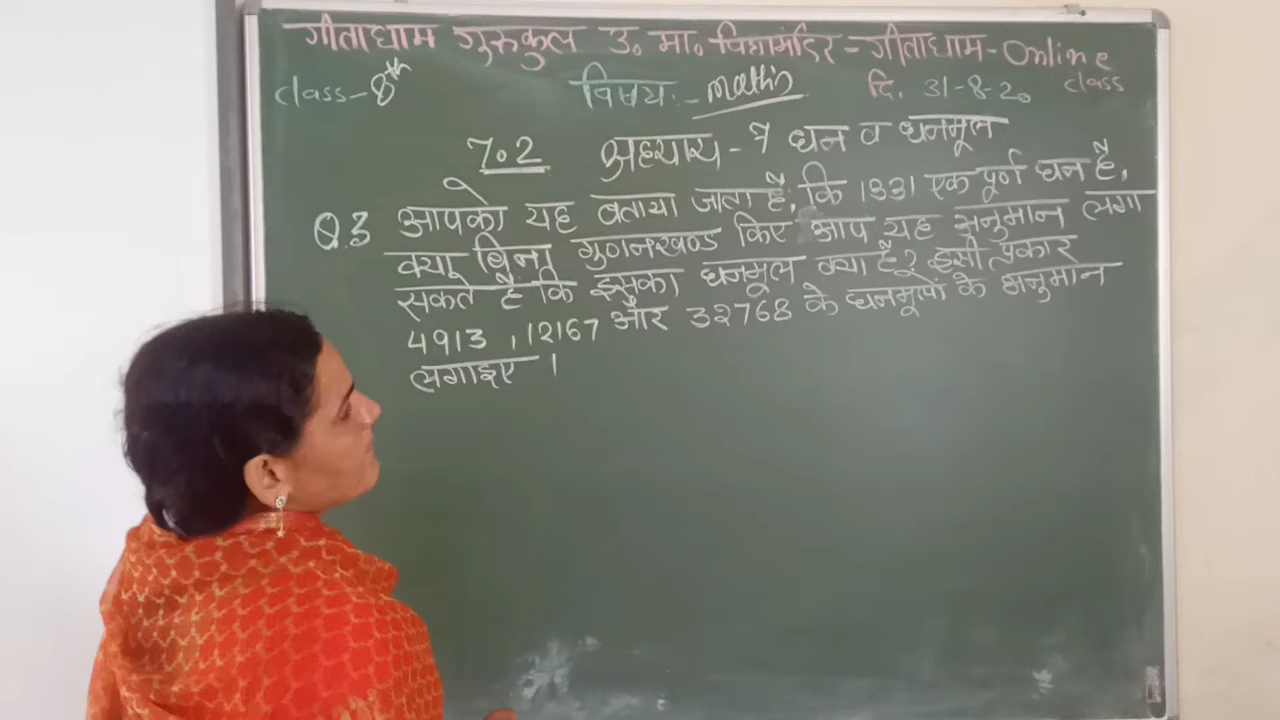 गीताधाम गुरुकुल उ. मा. विद्यामंदिर - गीताधाम - Online class
class - 8th विषय :- maths दि. 31-8-20
7.2 अध्याय - 7 घन व घनमूल
Q.3 आपको यह बताया जाता है, कि 1331 एक पूर्ण घन है,
क्या बिना गुणनखण्ड किए आप यह अनुमान लगा
सकते है कि इसका घनमूल क्या है? इसी प्रकार
4913 , 12167 और 32768 के घनमूलों के अनुमान
लगाइए ।